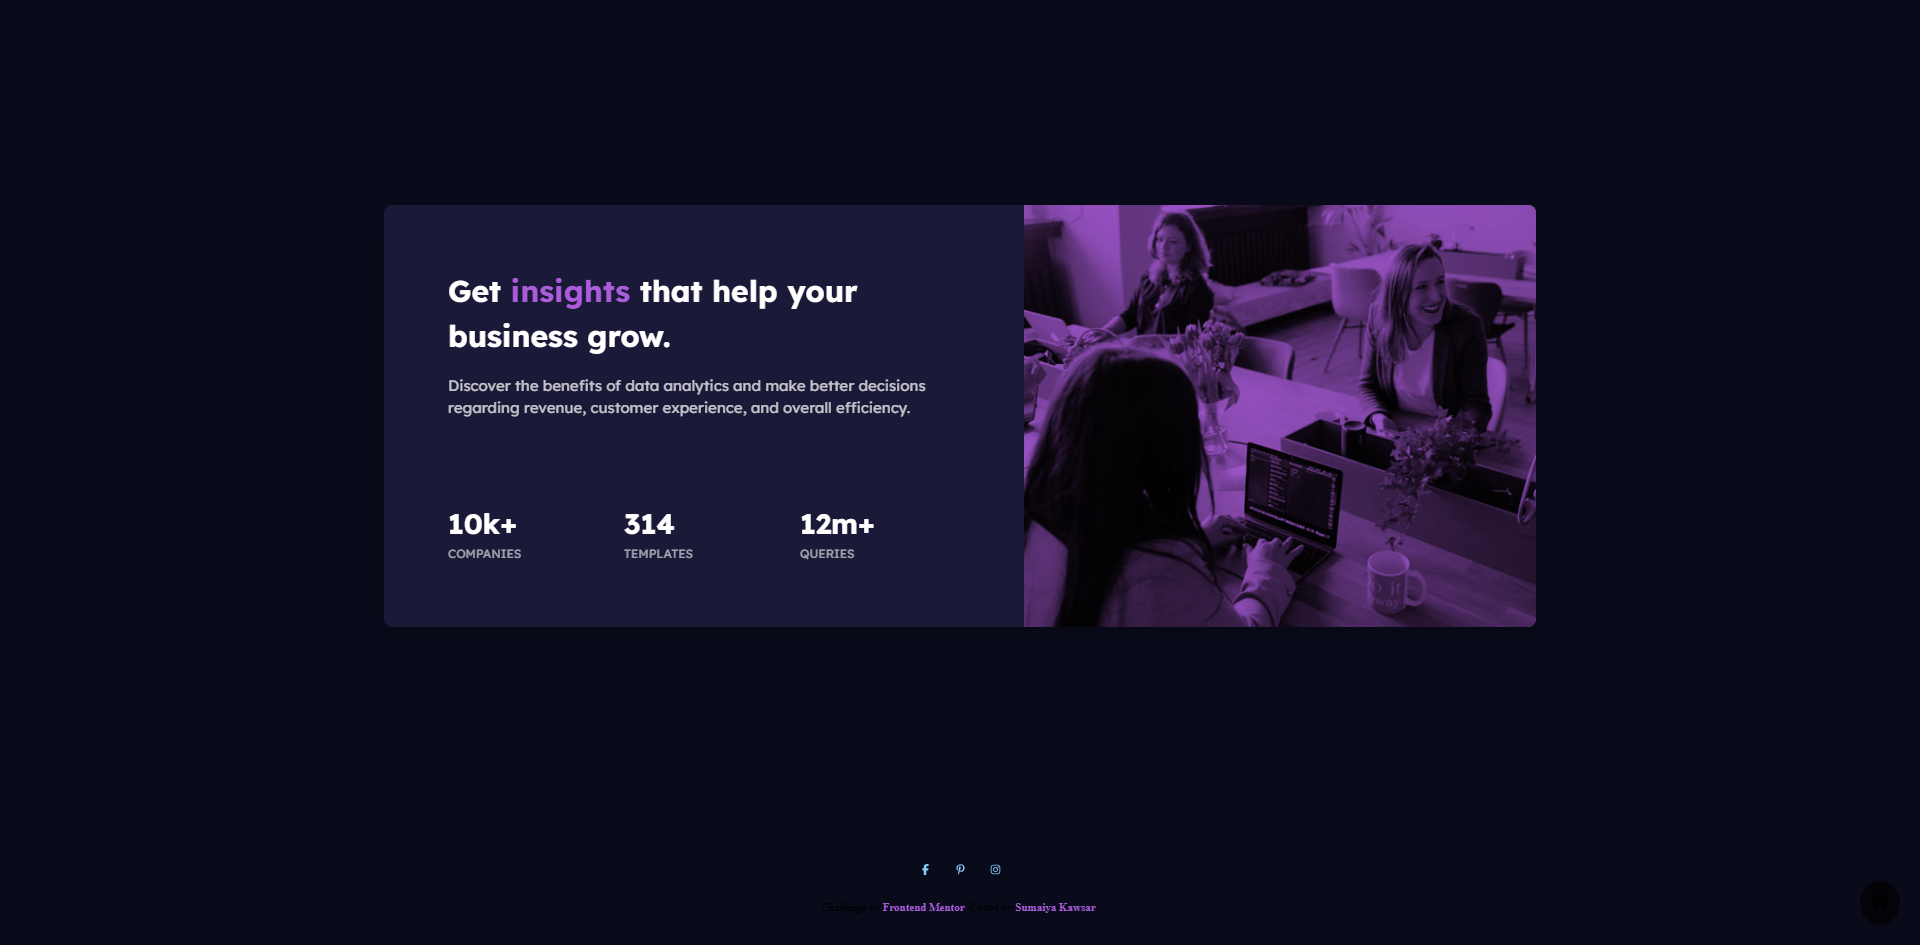 Get insights that help your
business grow.
Discover the benefits of data analytics and make better decisions
regarding revenue, customer experience, and overall efficiency.
10k+ 314 12m+
COMPANIES TEMPLATES QUERIES
Challenge by Frontend Mentor. Coded by Sumaiya Kawsar